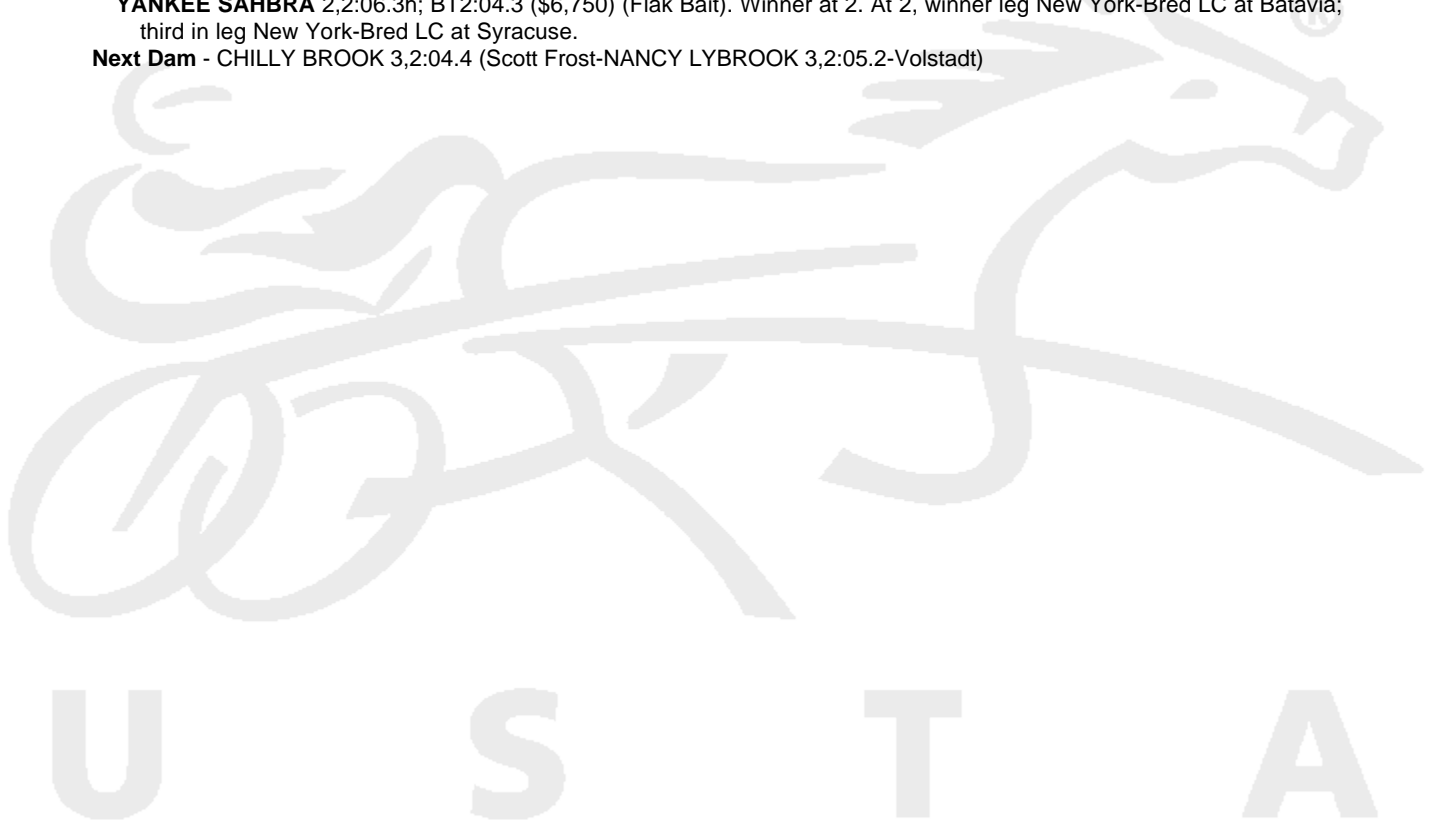 YANKEE SAHBRA 2,2:06.3h; BT2:04.3 ($6,750) (Flak Bait). Winner at 2. At 2, winner leg New York-Bred LC at Batavia;
third in leg New York-Bred LC at Syracuse.
Next Dam - CHILLY BROOK 3,2:04.4 (Scott Frost-NANCY LYBROOK 3,2:05.2-Volstadt)
®
U S T A